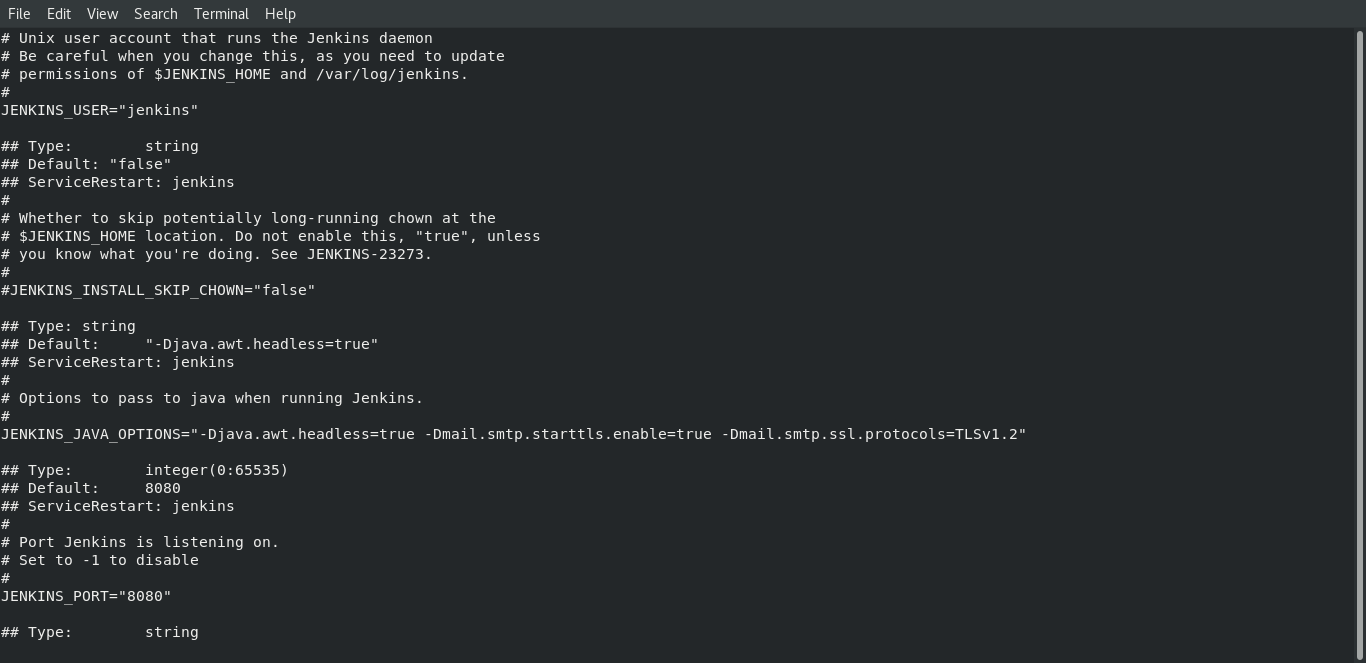 File Edit View Search Terminal Help
# Unix user account that runs the Jenkins daemon
# Be careful when you change this, as you need to update
# permissions of $JENKINS_HOME and /var/log/jenkins.
#
JENKINS_USER="jenkins"

## Type:        string
## Default: "false"
## ServiceRestart: jenkins
#
# Whether to skip potentially long-running chown at the
# $JENKINS_HOME location. Do not enable this, "true", unless
# you know what you're doing. See JENKINS-23273.
#
#JENKINS_INSTALL_SKIP_CHOWN="false"

## Type: string
## Default:     "-Djava.awt.headless=true"
## ServiceRestart: jenkins
#
# Options to pass to java when running Jenkins.
#
JENKINS_JAVA_OPTIONS="-Djava.awt.headless=true -Dmail.smtp.starttls.enable=true -Dmail.smtp.ssl.protocols=TLSv1.2"

## Type:        integer(0:65535)
## Default:     8080
## ServiceRestart: jenkins
#
# Port Jenkins is listening on.
# Set to -1 to disable
#
JENKINS_PORT="8080"

## Type:        string